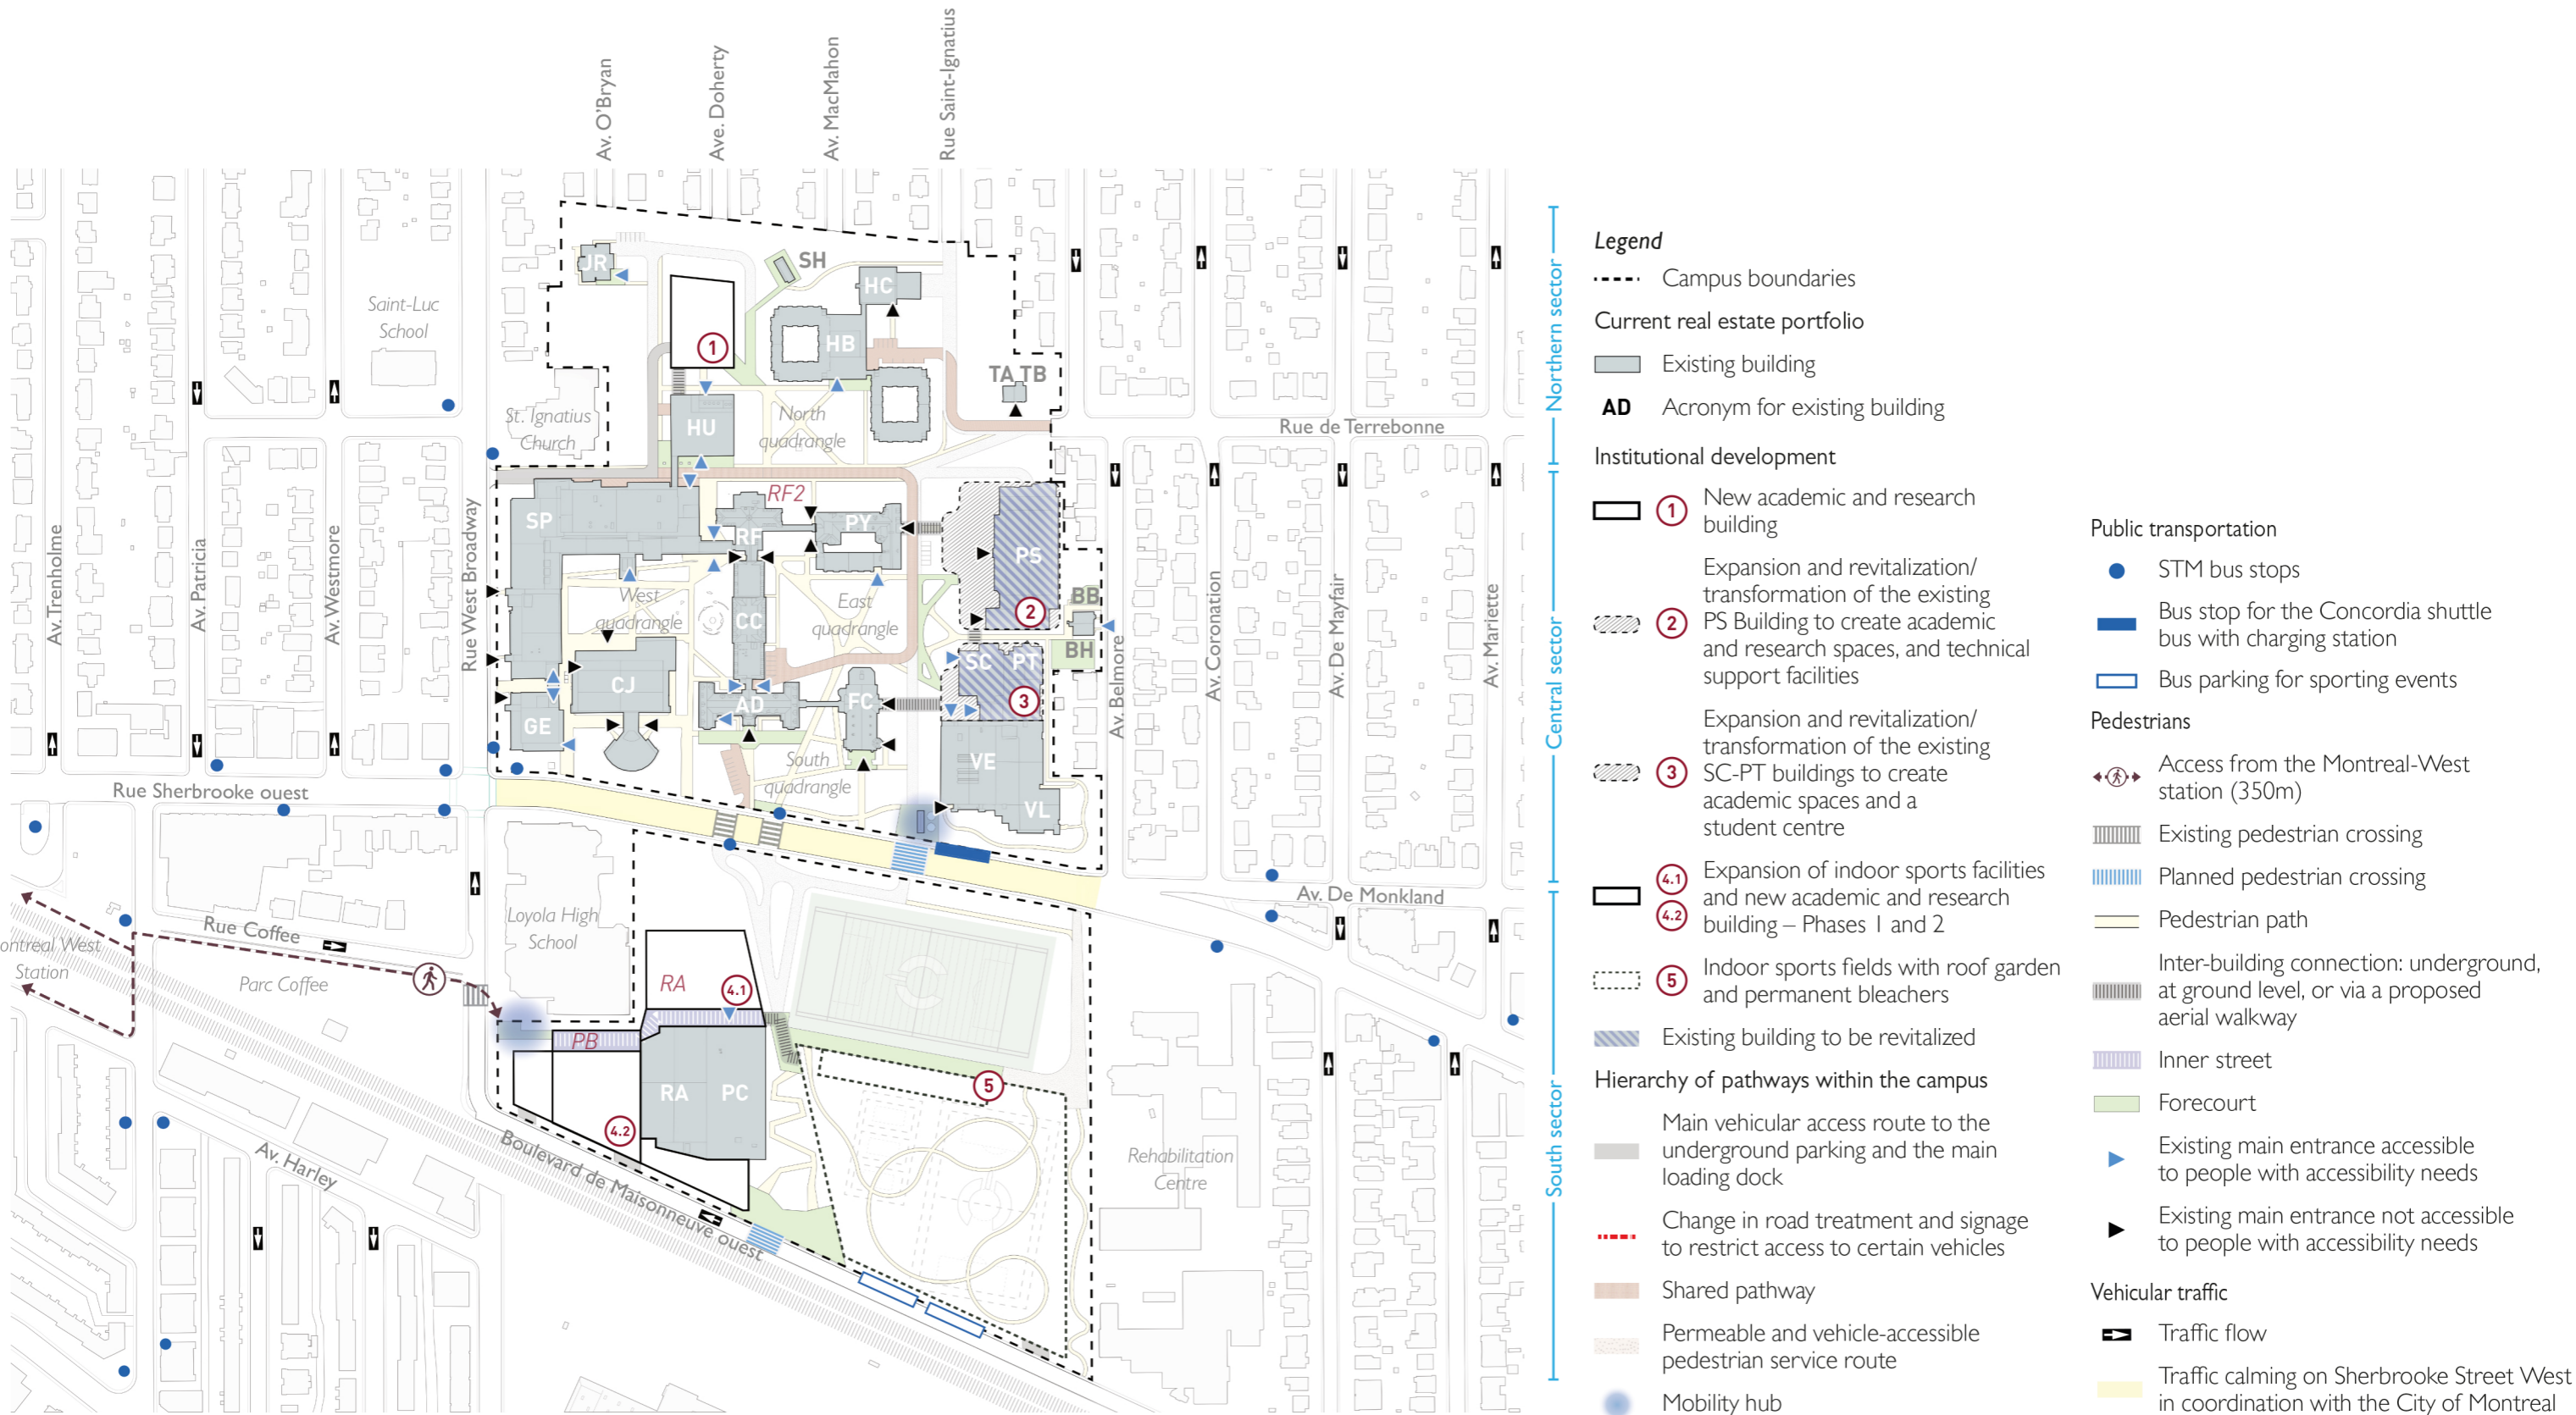 Av. O'Bryan
Ave. Doherty
Av. MacMahon
Rue Saint-Ignatius
Saint-Luc
School
St. Ignatius
Church
JR
SH
HC
1
HB
TA TB
HU
North
quadrangle
Rue de Terrebonne
RF2
SP
RF
PY
PS
West
quadrangle
CC
East
quadrangle
2
BB
BH
SC
PT
CJ
AD
FC
3
GE
VE
South
quadrangle
VL
Av. Trenholme
Av. Patricia
Av. Westmore
Rue West Broadway
Av. Belmore
Av. Coronation
Av. De Mayfair
Av. Mariette
Rue Sherbrooke ouest
Av. De Monkland
Loyola High
School
Rue Coffee
ontreal West
Station
Parc Coffee
RA
4.1
PB
RA
PC
4.2
5
Rehabilitation
Centre
Av. Harley
Boulevard de Maisonneuve ouest
Northern sector
Central sector
South sector
Legend
Campus boundaries
Current real estate portfolio
Existing building
AD Acronym for existing building
Institutional development
1 New academic and research
building
Expansion and revitalization/
transformation of the existing
2 PS Building to create academic
and research spaces, and technical
support facilities
Expansion and revitalization/
transformation of the existing
3 SC-PT buildings to create
academic spaces and a
student centre
4.1 Expansion of indoor sports facilities
and new academic and research
4.2 building – Phases 1 and 2
5 Indoor sports fields with roof garden
and permanent bleachers
Existing building to be revitalized
Hierarchy of pathways within the campus
Main vehicular access route to the
underground parking and the main
loading dock
Change in road treatment and signage
to restrict access to certain vehicles
Shared pathway
Permeable and vehicle-accessible
pedestrian service route
Mobility hub
Public transportation
STM bus stops
Bus stop for the Concordia shuttle
bus with charging station
Bus parking for sporting events
Pedestrians
Access from the Montreal-West
station (350m)
Existing pedestrian crossing
Planned pedestrian crossing
Pedestrian path
Inter-building connection: underground,
at ground level, or via a proposed
aerial walkway
Inner street
Forecourt
Existing main entrance accessible
to people with accessibility needs
Existing main entrance not accessible
to people with accessibility needs
Vehicular traffic
Traffic flow
Traffic calming on Sherbrooke Street West
in coordination with the City of Montreal